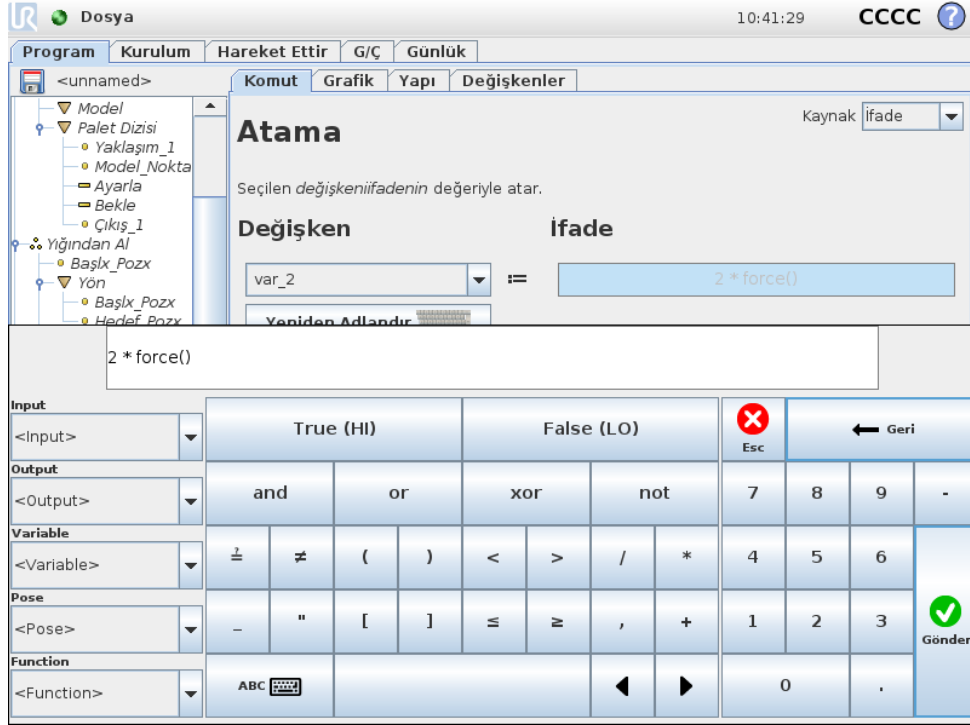 UR Dosya 10:41:29 CCCC ?
Program Kurulum Hareket Ettir G/Ç Günlük
<unnamed> Komut Grafik Yapı Değişkenler
Model
Palet Dizisi
Yaklaşım_1
Model_Nokta
Ayarla
Bekle
Çıkış_1
Yığından Al
Başlx_Pozx
Yön
Başlx_Pozx
Hedef_Pozx
Atama
Kaynak İfade
Seçilen değişkeniifadenin değeriyle atar.
Değişken İfade
var_2 := 2 * force()
Yeniden Adlandır
2 * force()
Input
<Input> True (HI) False (LO) Esc Geri
Output
<Output> and or xor not 7 8 9 -
Variable
<Variable> ≟ ≠ ( ) < > / * 4 5 6
Pose
<Pose> _ " [ ] ≤ ≥ , + 1 2 3 Gönder
Function
<Function> ABC 0 .